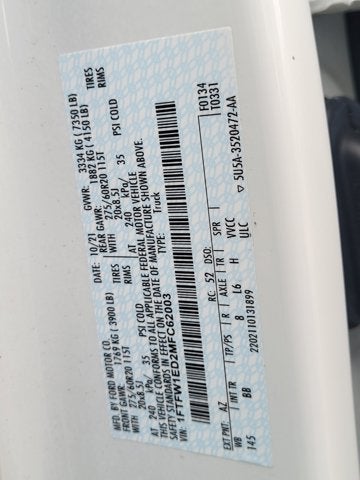 MFD. BY FORD MOTOR CO.
DATE: 10/21 GVWR: 3334 KG ( 7350 LB)
FRONT GAWR: 1769 KG ( 3900 LB) REAR GAWR: 1882 KG ( 4150 LB)
WITH 275/60R20 115T TIRES WITH 275/60R20 115T TIRES
20x8.5J RIMS 20x8.5J RIMS
AT 240 kPa/ 35 PSI COLD AT 240 kPa/ 35 PSI COLD
THIS VEHICLE CONFORMS TO ALL APPLICABLE FEDERAL MOTOR VEHICLE
SAFETY STANDARDS IN EFFECT ON THE DATE OF MANUFACTURE SHOWN ABOVE.
VIN: 1FTFW1ED2MFC62003 Truck
F0134
T0331
EXT PNT: AZ RC: 52 DSO:
WB INT TR TP/PS R AXLE TR SPR
145 BB 8 L6 H VVCC
ULC
2202110131899 5U5A-3520472-AA